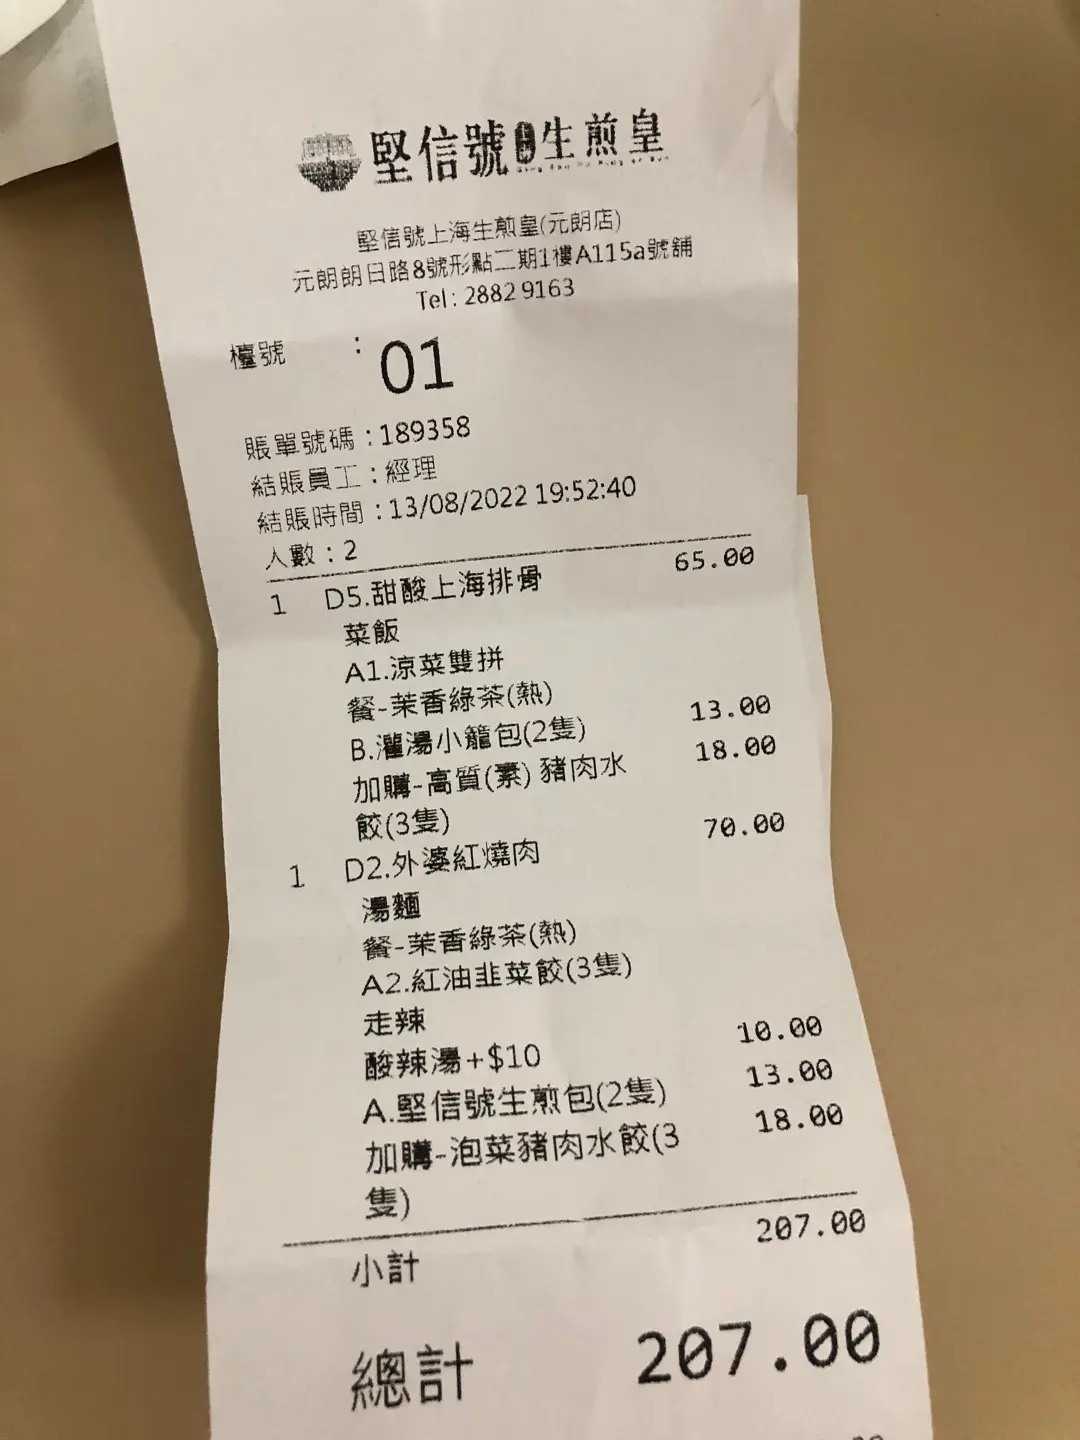 堅信號上海生煎皇
堅信號上海生煎皇(元朗店)
元朗朗日路8號形點二期1樓A115a號舖
Tel: 2882 9163
檯號 : 01
賬單號碼 : 189358
結賬員工 : 經理
結賬時間 : 13/08/2022 19:52:40
人數 : 2
1 D5.甜酸上海排骨 65.00
菜飯
A1.涼菜雙拼
餐-茉香綠茶(熱)
B.灌湯小籠包(2隻) 13.00
加購-高質(素) 豬肉水 18.00
餃(3隻)
1 D2.外婆紅燒肉 70.00
湯麵
餐-茉香綠茶(熱)
A2.紅油韭菜餃(3隻)
走辣
酸辣湯+$10 10.00
A.堅信號生煎包(2隻) 13.00
加購-泡菜豬肉水餃(3 18.00
隻)
小計 207.00
總計 207.00